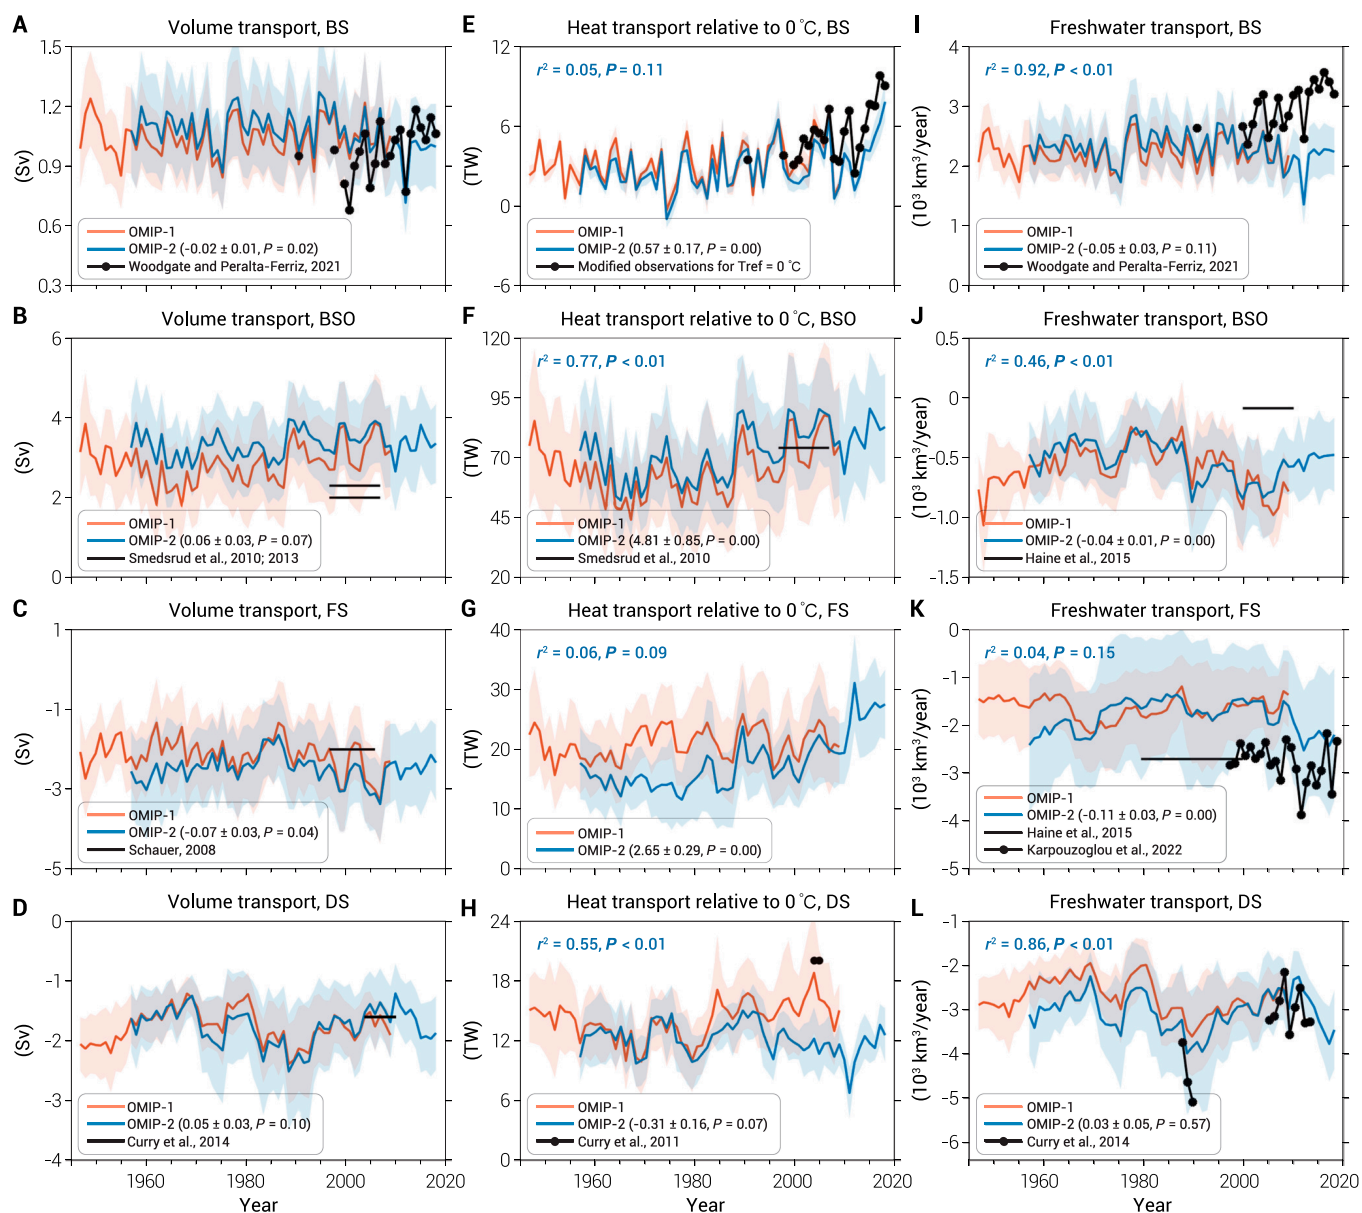 A
Volume transport, BS
(Sv)
1.5
1.2
0.9
0.6
0.3
OMIP-1
OMIP-2 (-0.02 ± 0.01, P = 0.02)
Woodgate and Peralta-Ferriz, 2021
1960
1980
2000
2020
E
Heat transport relative to 0 °C, BS
r² = 0.05, P = 0.11
(TW)
12
6
0
-6
OMIP-1
OMIP-2 (0.57 ± 0.17, P = 0.00)
Modified observations for Tref = 0 °C
1960
1980
2000
2020
I
Freshwater transport, BS
r² = 0.92, P < 0.01
(10³ km³/year)
4
3
2
1
0
OMIP-1
OMIP-2 (-0.05 ± 0.03, P = 0.11)
Woodgate and Peralta-Ferriz, 2021
1960
1980
2000
2020
B
Volume transport, BSO
(Sv)
6
4
2
0
OMIP-1
OMIP-2 (0.06 ± 0.03, P = 0.07)
Smedsrud et al., 2010; 2013
F
Heat transport relative to 0 °C, BSO
r² = 0.77, P < 0.01
(TW)
120
95
70
45
20
OMIP-1
OMIP-2 (4.81 ± 0.85, P = 0.00)
Smedsrud et al., 2010
J
Freshwater transport, BSO
r² = 0.46, P < 0.01
(10³ km³/year)
0.5
-0
-0.5
-1.0
-1.5
OMIP-1
OMIP-2 (-0.04 ± 0.01, P = 0.00)
Haine et al., 2015
C
Volume transport, FS
(Sv)
1
-1
-3
-5
OMIP-1
OMIP-2 (-0.07 ± 0.03, P = 0.04)
Schauer, 2008
G
Heat transport relative to 0 °C, FS
r² = 0.06, P = 0.09
(TW)
40
30
20
10
0
OMIP-1
OMIP-2 (2.65 ± 0.29, P = 0.00)
K
Freshwater transport, FS
r² = 0.04, P = 0.15
(10³ km³/year)
0
-1
-2
-3
-4
-5
OMIP-1
OMIP-2 (-0.11 ± 0.03, P = 0.00)
Haine et al., 2015
Karpouzoglou et al., 2022
D
Volume transport, DS
(Sv)
0
-1
-2
-3
-4
OMIP-1
OMIP-2 (0.05 ± 0.03, P = 0.10)
Curry et al., 2014
1960
1980
2000
2020
Year
H
Heat transport relative to 0 °C, DS
r² = 0.55, P < 0.01
(TW)
24
18
12
6
0
OMIP-1
OMIP-2 (-0.31 ± 0.16, P = 0.07)
Curry et al., 2011
1960
1980
2000
2020
Year
L
Freshwater transport, DS
r² = 0.86, P < 0.01
(10³ km³/year)
-1
-2
-3
-4
-5
-6
OMIP-1
OMIP-2 (0.03 ± 0.05, P = 0.57)
Curry et al., 2014
1960
1980
2000
2020
Year